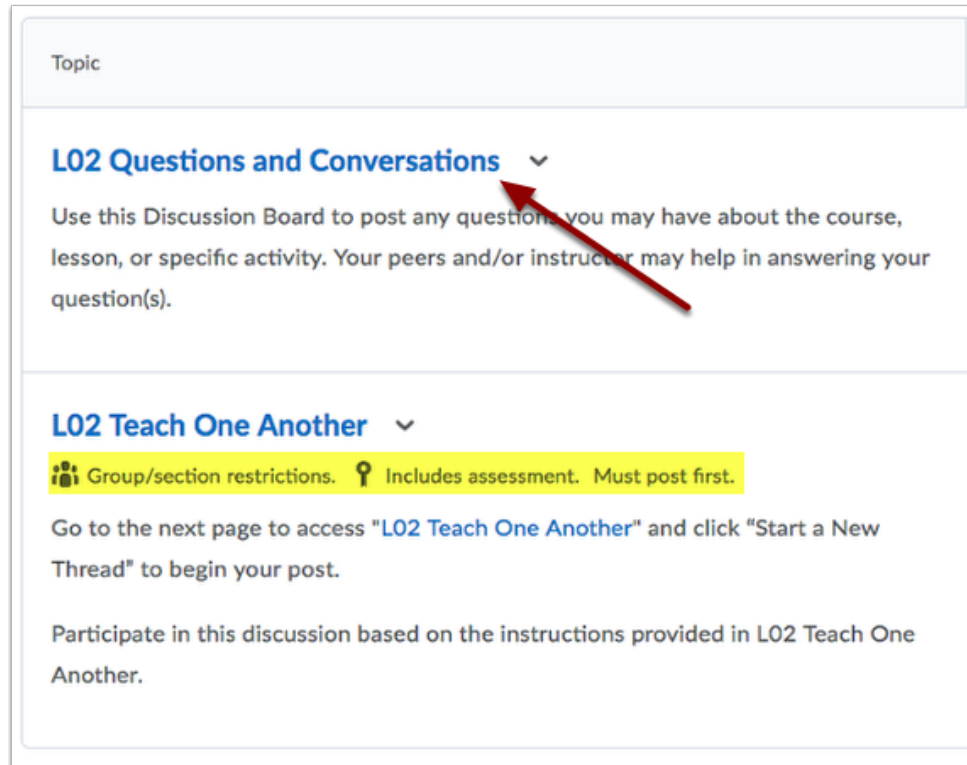 Topic
L02 Questions and Conversations
Use this Discussion Board to post any questions you may have about the course,
lesson, or specific activity. Your peers and/or instructor may help in answering your
question(s).
L02 Teach One Another
Group/section restrictions. Includes assessment. Must post first.
Go to the next page to access "L02 Teach One Another" and click “Start a New
Thread” to begin your post.
Participate in this discussion based on the instructions provided in L02 Teach One
Another.